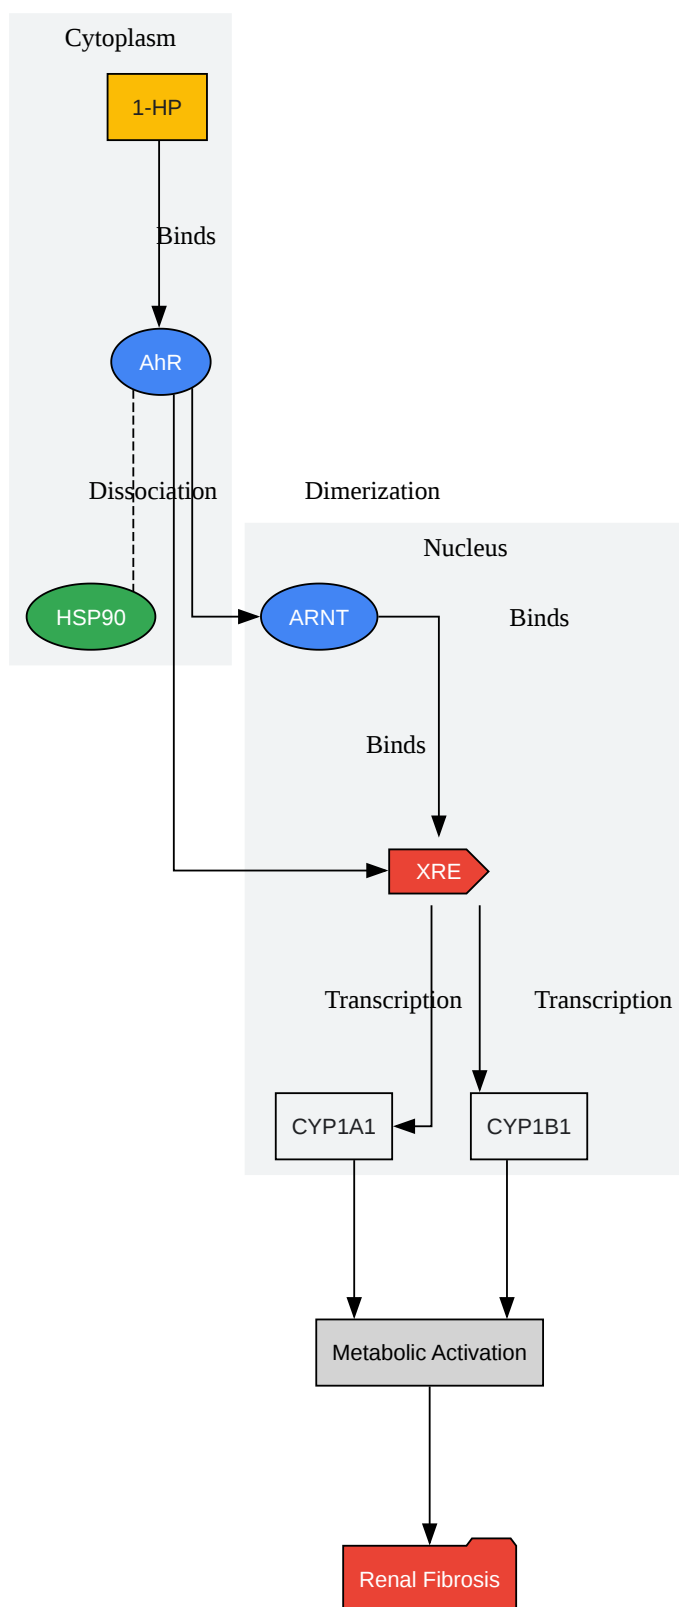 Cytoplasm
1-HP
Binds
AhR
Dissociation
Dimerization
Nucleus
HSP90
ARNT
Binds
Binds
XRE
Transcription
Transcription
CYP1A1
CYP1B1
Metabolic Activation
Renal Fibrosis